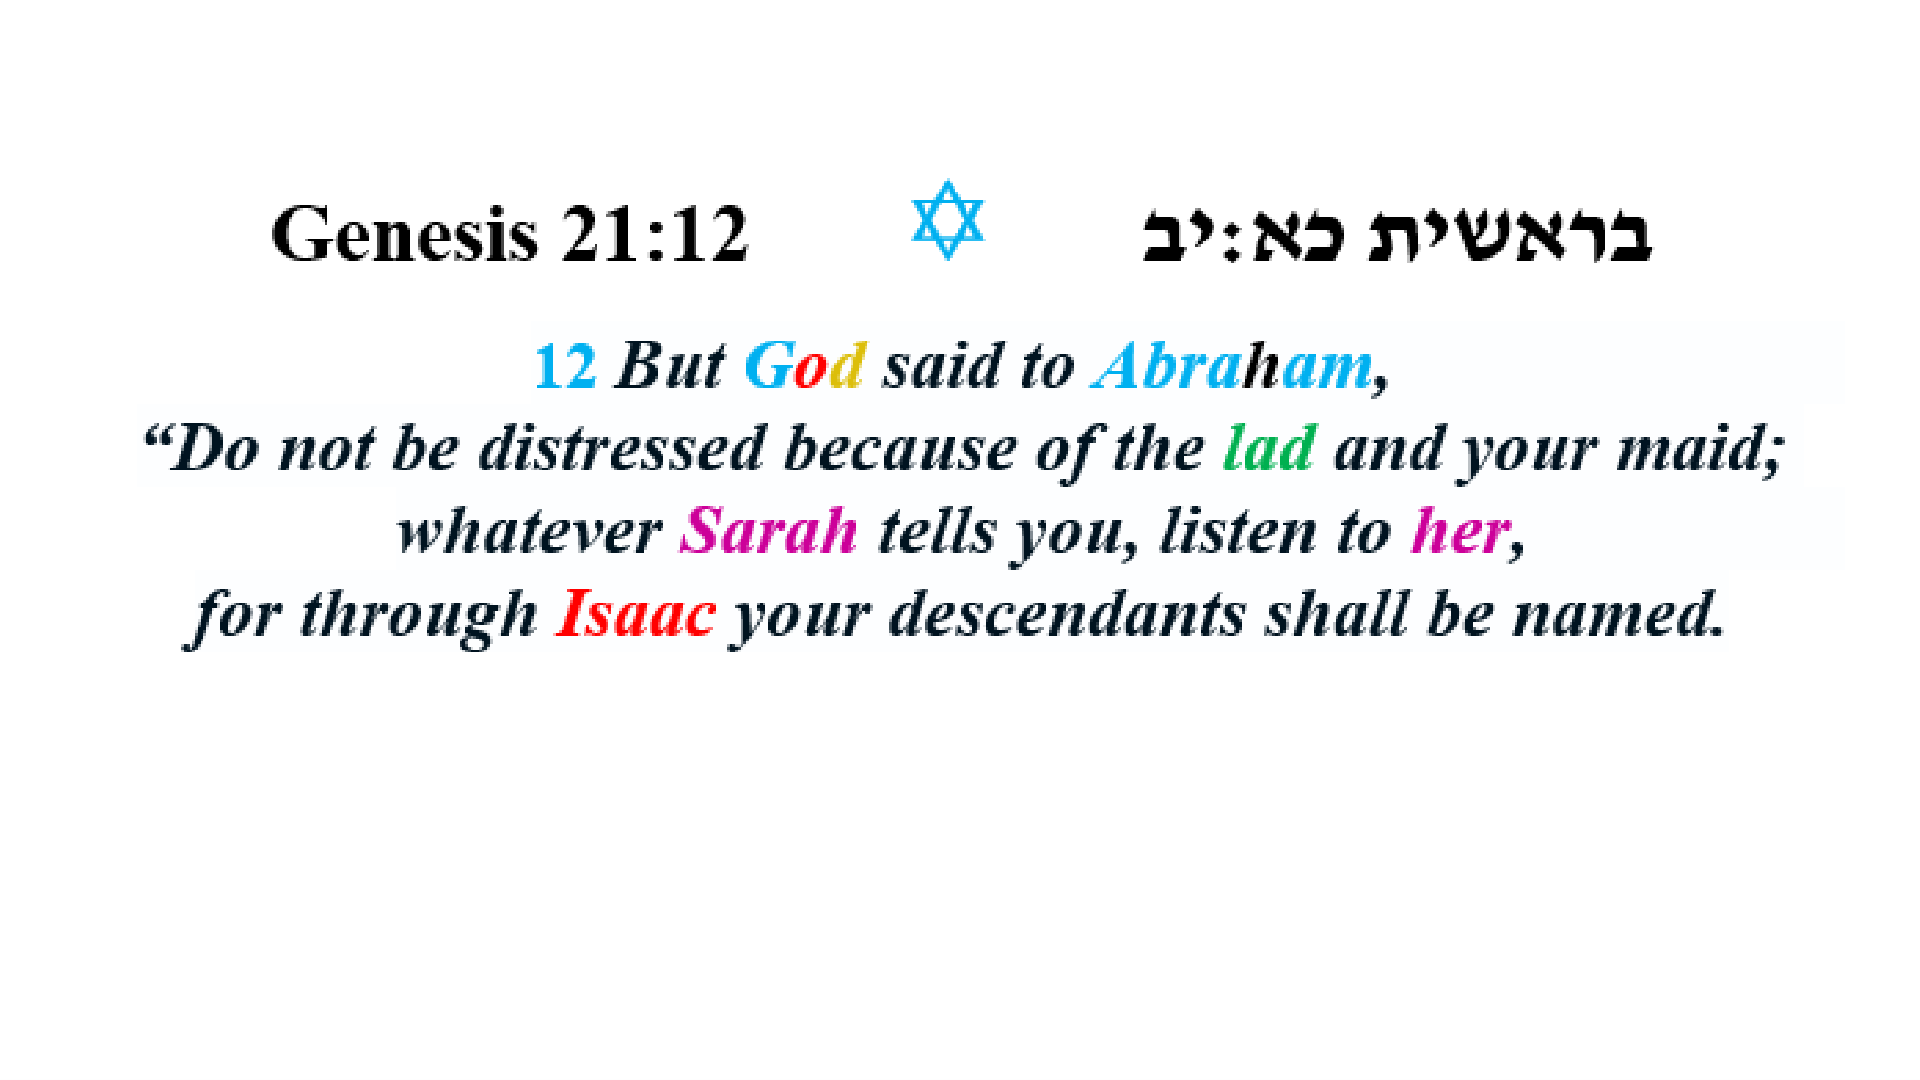 Genesis 21:12 ✡ בראשית כא:יב
12 But God said to Abraham,
“Do not be distressed because of the lad and your maid;
whatever Sarah tells you, listen to her,
for through Isaac your descendants shall be named.